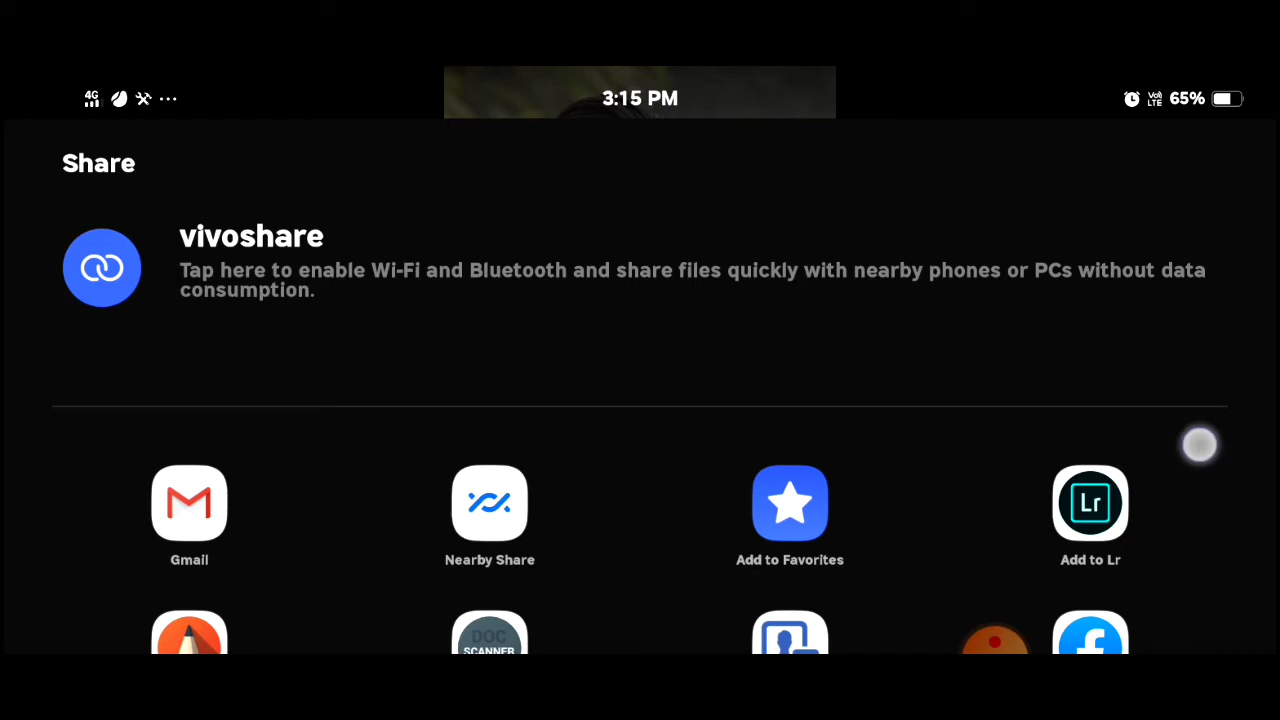 4G
3:15 PM
Vo) LTE
65%
Share
vivoshare
Tap here to enable Wi-Fi and Bluetooth and share files quickly with nearby phones or PCs without data
consumption.
Lr
Gmail
Nearby Share
Add to Favorites
Add to Lr
DOC
SCANNER